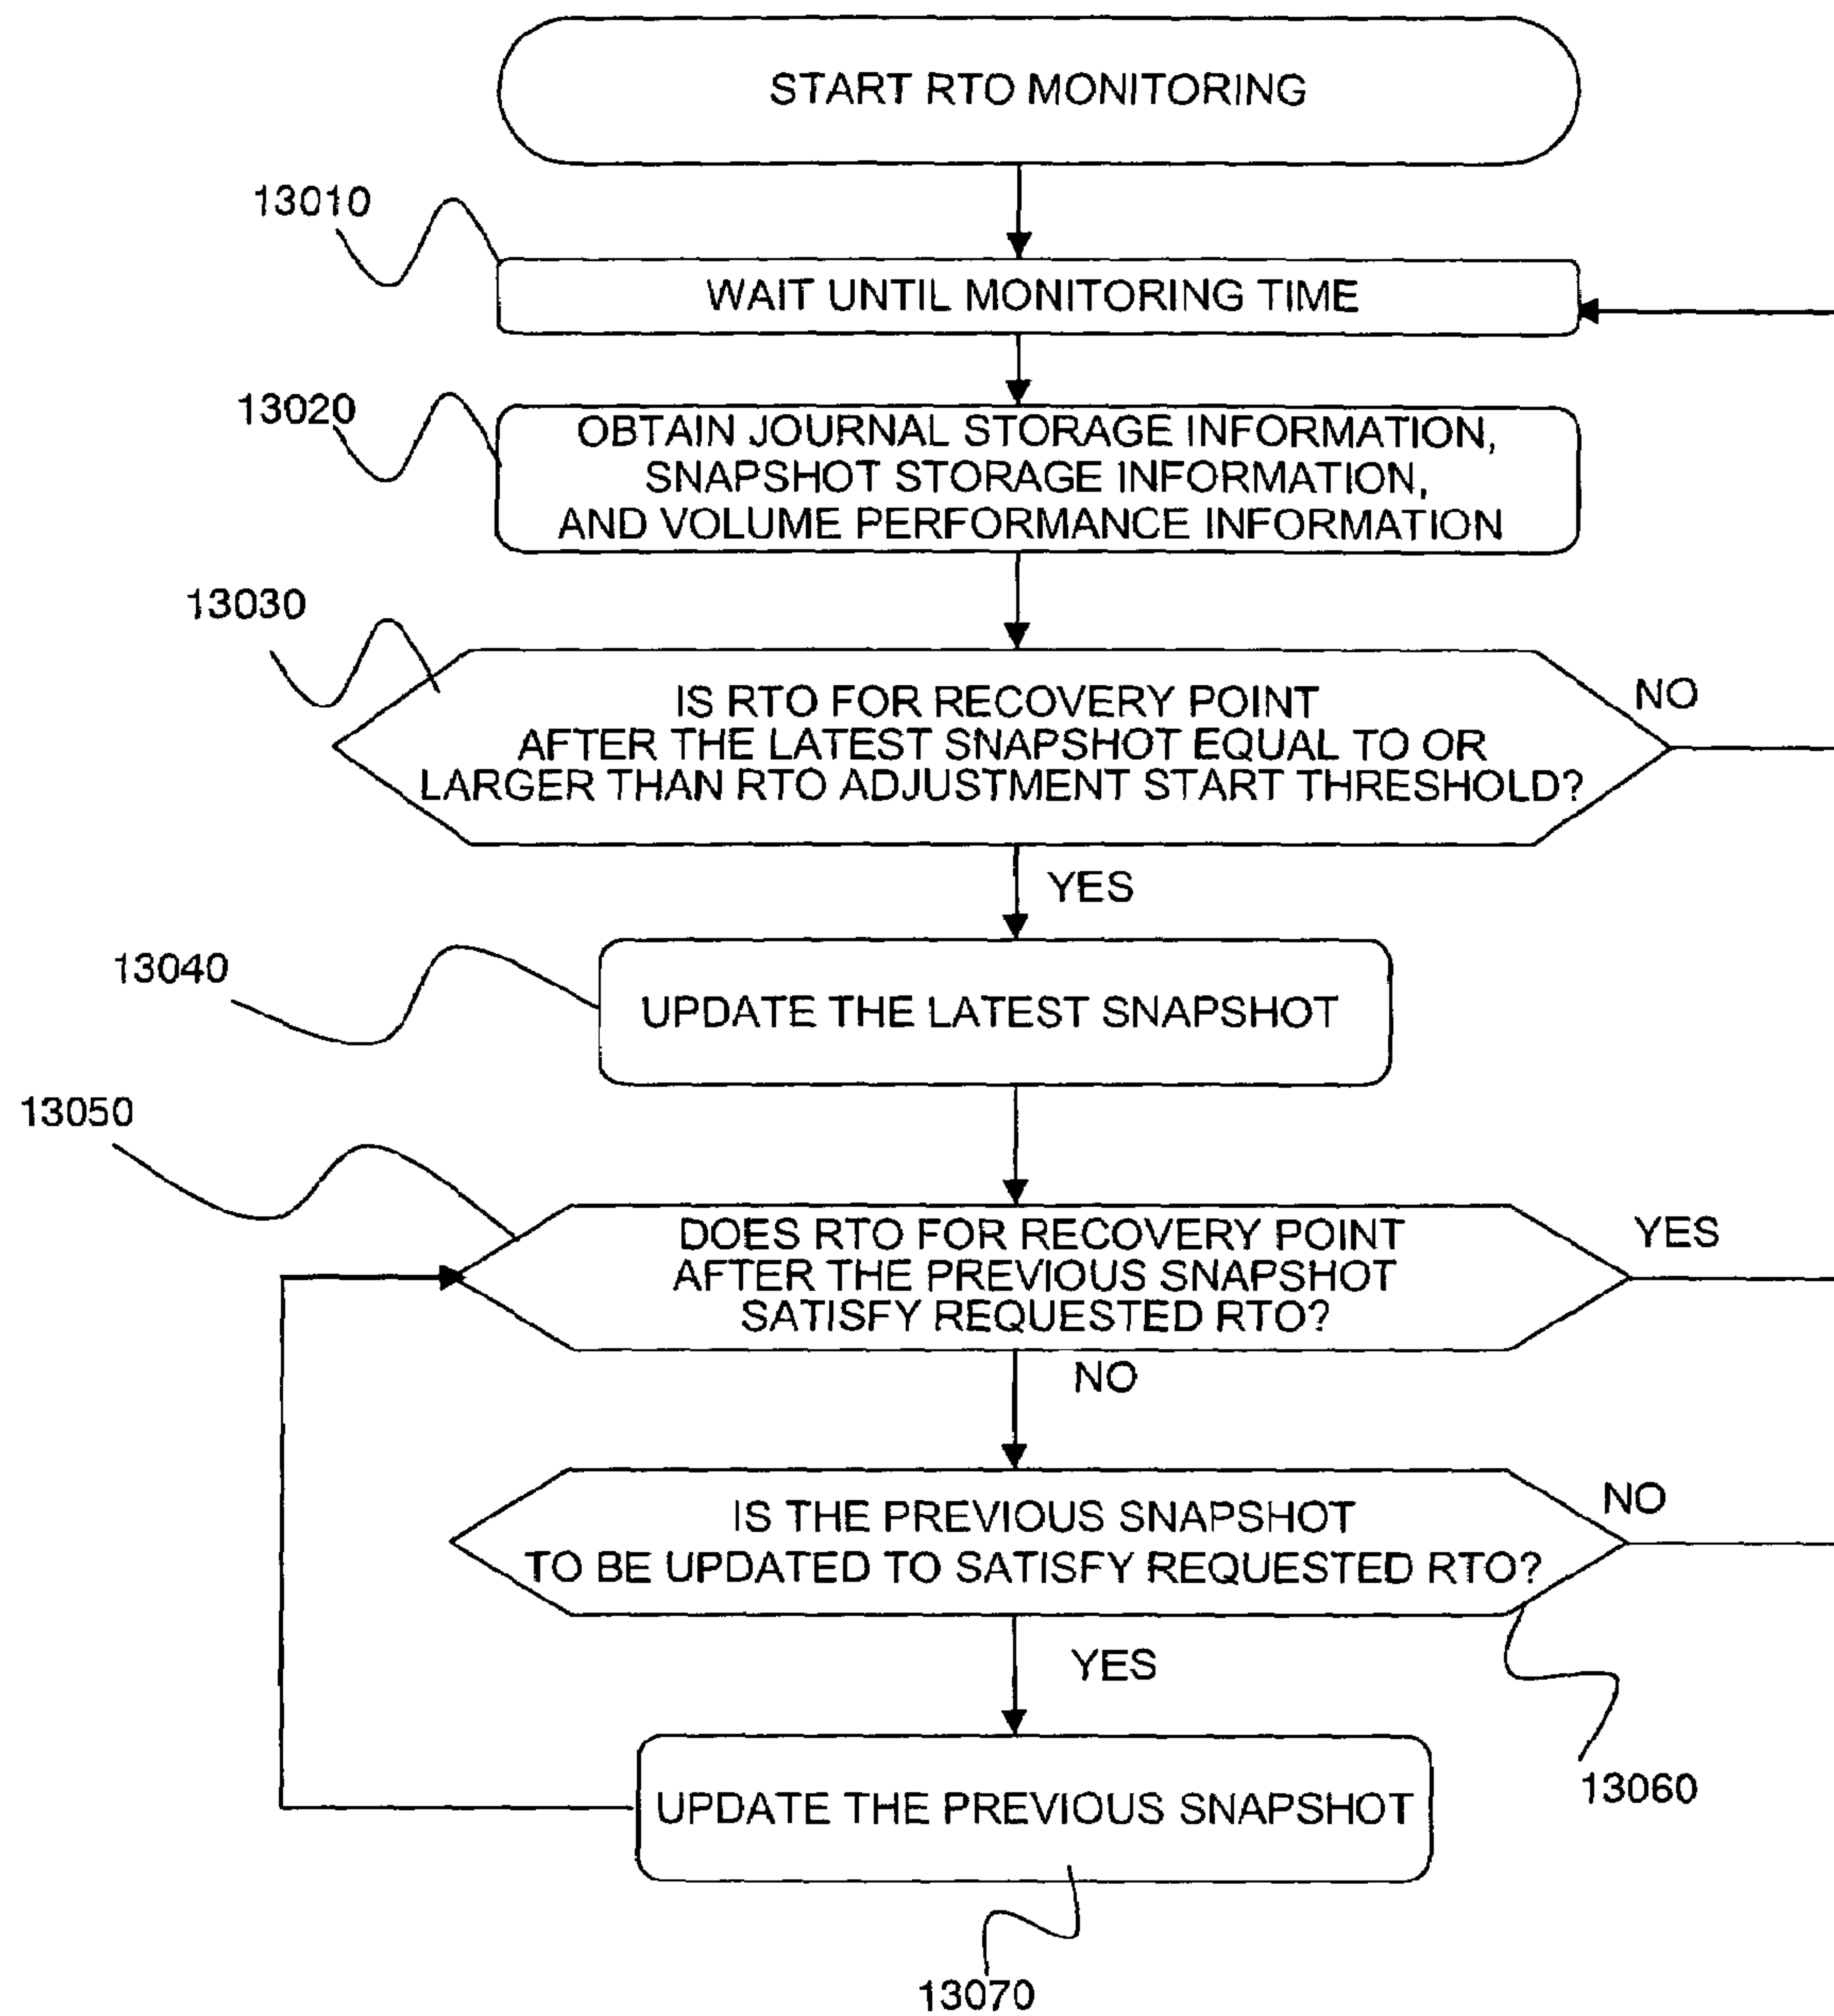 START RTO MONITORING
13010
WAIT UNTIL MONITORING TIME
13020
OBTAIN JOURNAL STORAGE INFORMATION,
SNAPSHOT STORAGE INFORMATION,
AND VOLUME PERFORMANCE INFORMATION
13030
IS RTO FOR RECOVERY POINT
AFTER THE LATEST SNAPSHOT EQUAL TO OR
LARGER THAN RTO ADJUSTMENT START THRESHOLD?
NO
YES
13040
UPDATE THE LATEST SNAPSHOT
13050
DOES RTO FOR RECOVERY POINT
AFTER THE PREVIOUS SNAPSHOT
SATISFY REQUESTED RTO?
YES
NO
IS THE PREVIOUS SNAPSHOT
TO BE UPDATED TO SATISFY REQUESTED RTO?
NO
YES
13060
UPDATE THE PREVIOUS SNAPSHOT
13070